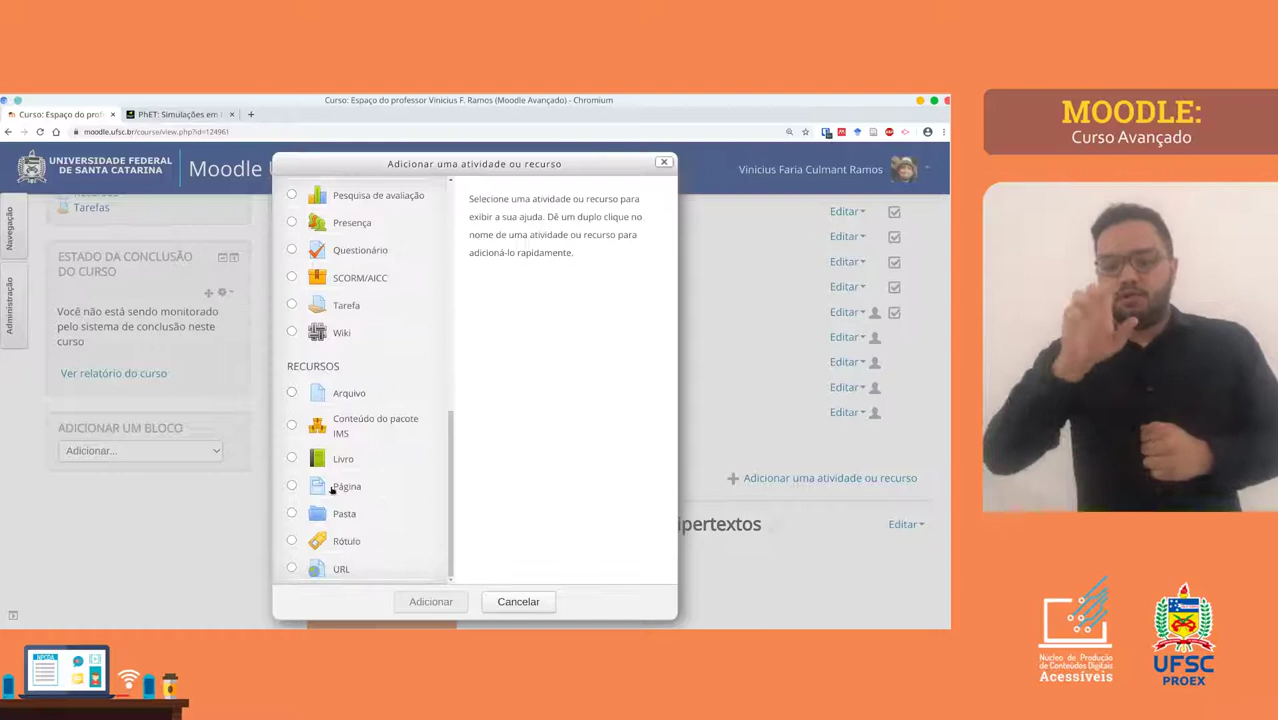 Curso: Espaço do professor Vinicius F. Ramos (Moodle Avançado) - Chromium
Curso: Espaço do prof
PhET: Simulações em
moodle.ufsc.br/course/view.php?id=124961
UNIVERSIDADE FEDERAL
DE SANTA CATARINA
Moodle U
Vinicius Faria Culmant Ramos
Navegação
Administração
Tarefas
ESTADA DA CONCLUSÃO
DO CURSO
Você não está sendo monitorado
pelo sistema de conclusão neste
curso
Ver relatório do curso
ADICIONAR UM BLOCO
Adicionar...
Adicionar uma atividade ou recurso
Pesquisa de avaliação
Presença
Questionário
SCORM/AICC
Tarefa
Wiki
RECURSOS
Arquivo
Conteúdo do pacote
IMS
Livro
Página
Pasta
Rótulo
URL
Selecione uma atividade ou recurso para
exibir a sua ajuda. Dê um duplo clique no
nome de uma atividade ou recurso para
adicioná-lo rapidamente.
Adicionar
Cancelar
Editar
Editar
Editar
Editar
Editar
Editar
Editar
Editar
Editar
Adicionar uma atividade ou recurso
ipertextos
Editar
MOODLE:
Curso Avançado
Núcleo de Produção
de Conteúdos Digitais
Acessíveis
UFSC
PROEX